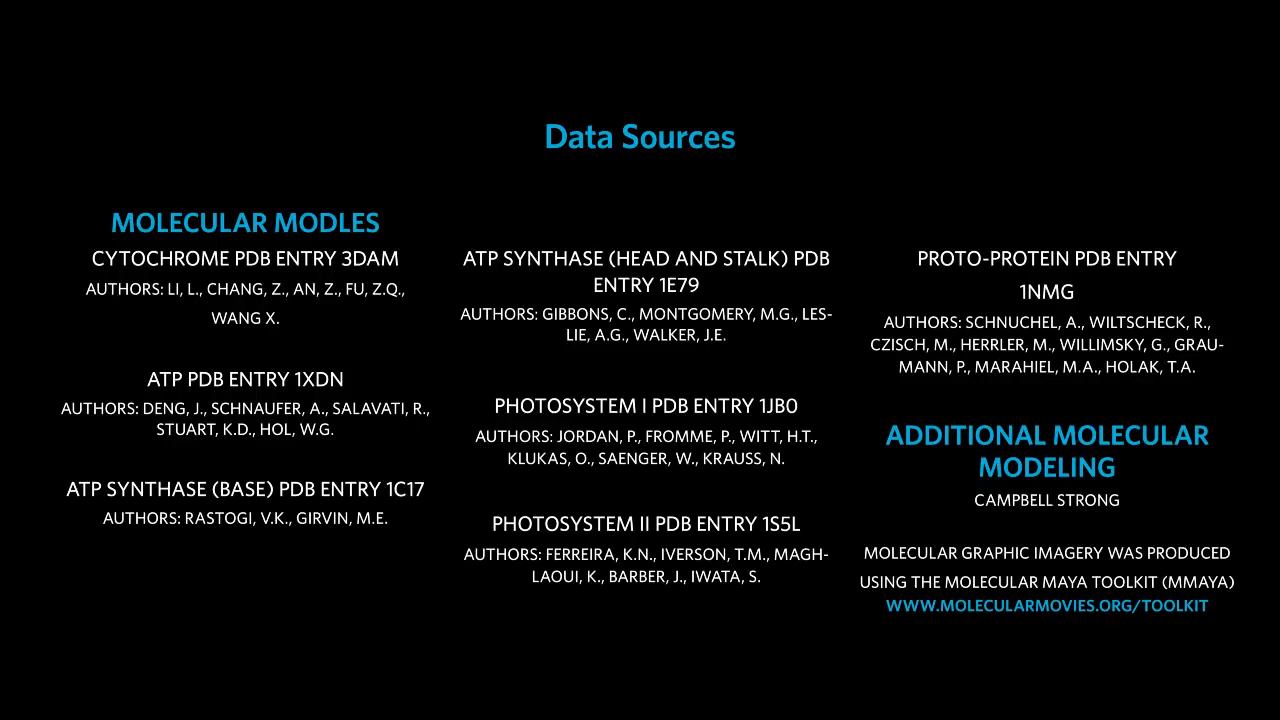 Data Sources
MOLECULAR MODLES
CYTOCHROME PDB ENTRY 3DAM
AUTHORS: LI, L., CHANG, Z., AN, Z., FU, Z.Q.,
WANG X.
ATP PDB ENTRY 1XDN
AUTHORS: DENG, J., SCHNAUFER, A., SALAVATI, R.,
STUART, K.D., HOL, W.G.
ATP SYNTHASE (BASE) PDB ENTRY 1C17
AUTHORS: RASTOGI, V.K., GIRVIN, M.E.
ATP SYNTHASE (HEAD AND STALK) PDB
ENTRY 1E79
AUTHORS: GIBBONS, C., MONTGOMERY, M.G., LES-
LIE, A.G., WALKER, J.E.
PHOTOSYSTEM I PDB ENTRY 1JB0
AUTHORS: JORDAN, P., FROMME, P., WITT, H.T.,
KLUKAS, O., SAENGER, W., KRAUSS, N.
PHOTOSYSTEM II PDB ENTRY 1S5L
AUTHORS: FERREIRA, K.N., IVERSON, T.M., MAGH-
LAOUI, K., BARBER, J., IWATA, S.
PROTO-PROTEIN PDB ENTRY
1NMG
AUTHORS: SCHNUCHEL, A., WILTSCHECK, R.,
CZISCH, M., HERRLER, M., WILLIMSKY, G., GRAU-
MANN, P., MARAHIEL, M.A., HOLAK, T.A.
ADDITIONAL MOLECULAR
MODELING
CAMPBELL STRONG
MOLECULAR GRAPHIC IMAGERY WAS PRODUCED
USING THE MOLECULAR MAYA TOOLKIT (MMAYA)
WWW.MOLECULARMOVIES.ORG/TOOLKIT